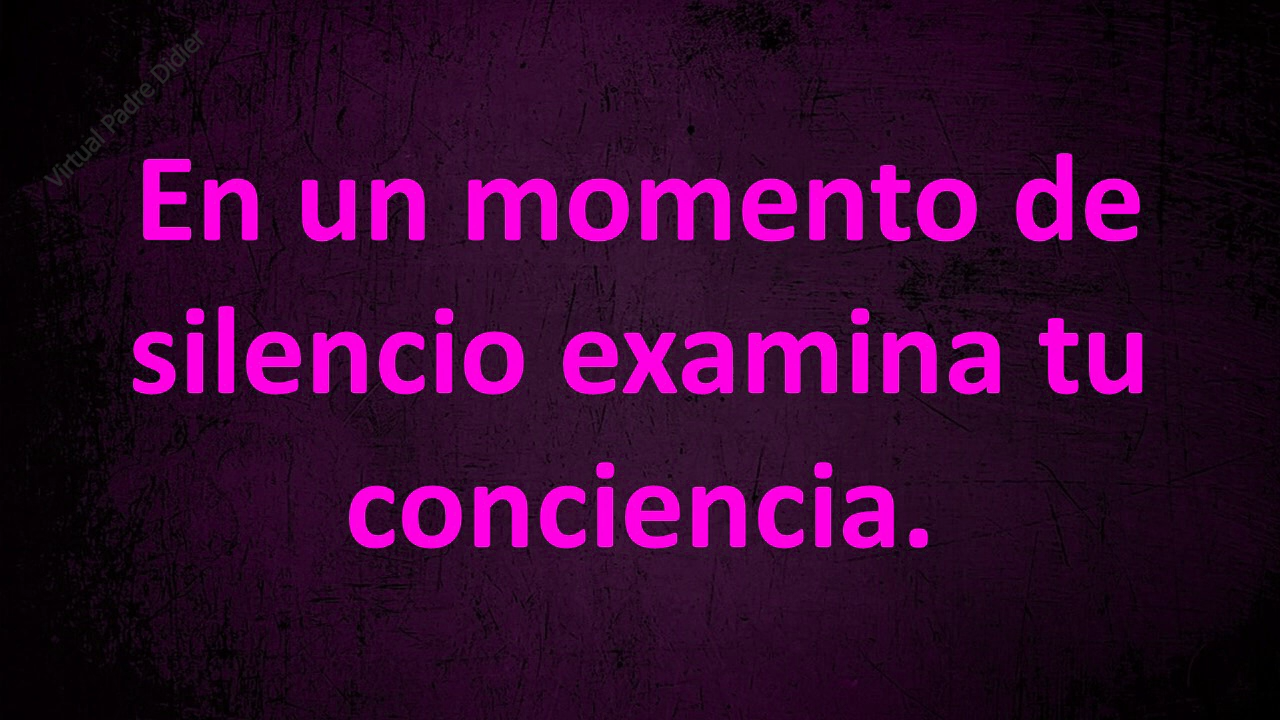 Virtual Padre Didier
En un momento de
silencio examina tu
conciencia.